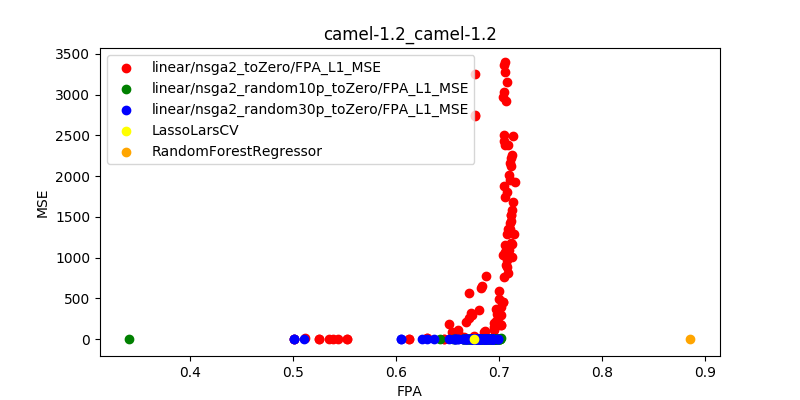 camel-1.2_camel-1.2
3500
3000
2500
2000
1500
1000
500
0
MSE
linear/nsga2_toZero/FPA_L1_MSE
linear/nsga2_random10p_toZero/FPA_L1_MSE
linear/nsga2_random30p_toZero/FPA_L1_MSE
LassoLarsCV
RandomForestRegressor
0.4 0.5 0.6 0.7 0.8 0.9
FPA